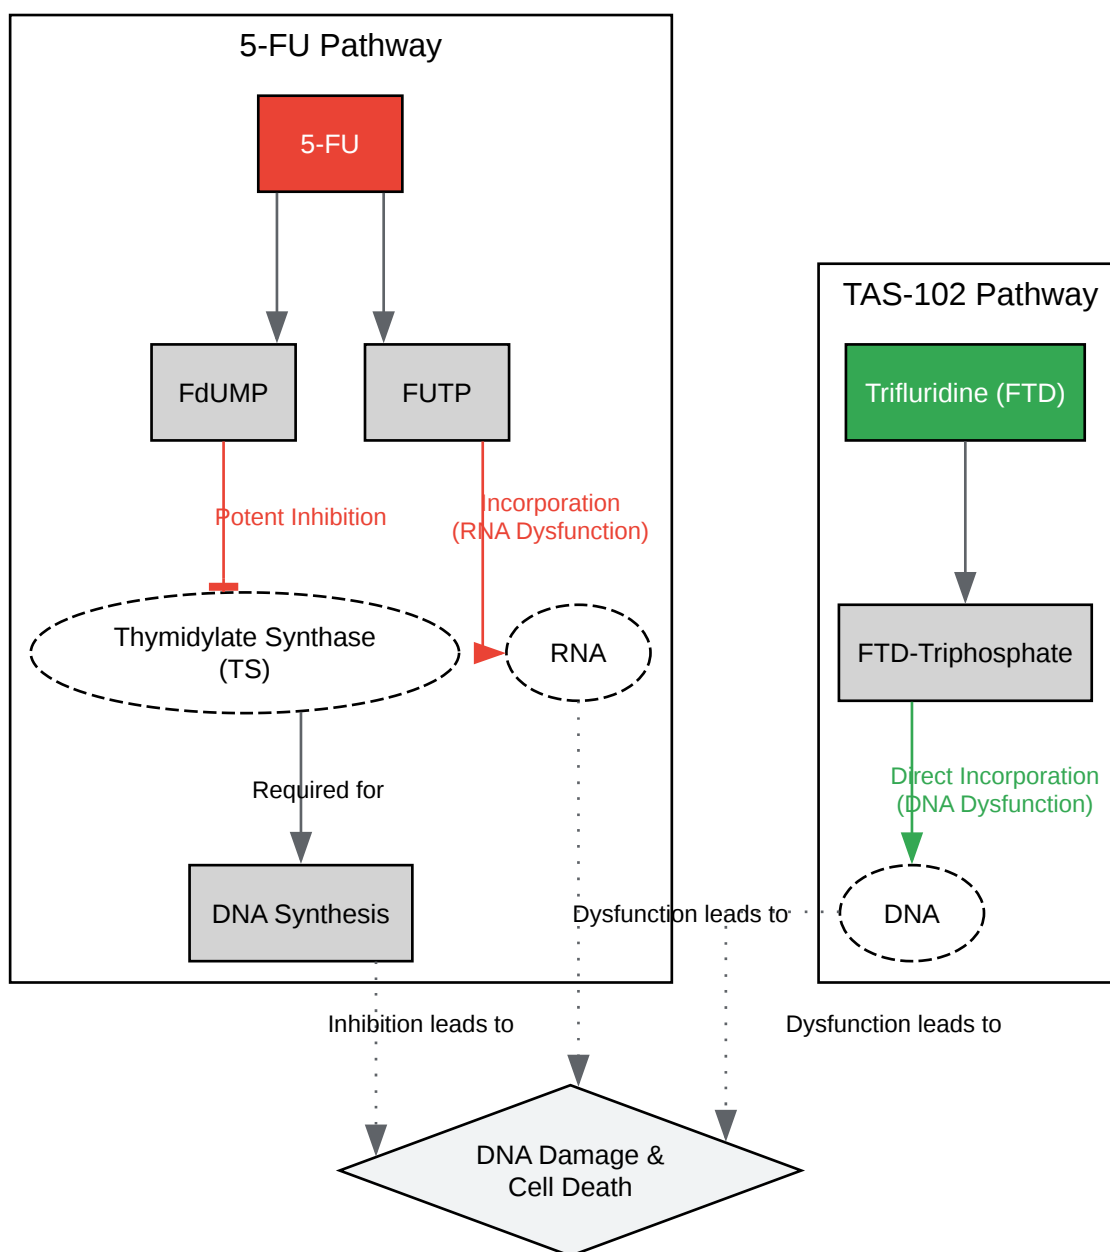 5-FU Pathway
5-FU
TAS-102 Pathway
FdUMP
FUTP
Trifluridine (FTD)
Potent Inhibition
Incorporation
(RNA Dysfunction)
Thymidylate Synthase
(TS)
RNA
FTD-Triphosphate
Required for
Direct Incorporation
(DNA Dysfunction)
DNA Synthesis
Dysfunction leads to
DNA
Inhibition leads to
Dysfunction leads to
DNA Damage &
Cell Death